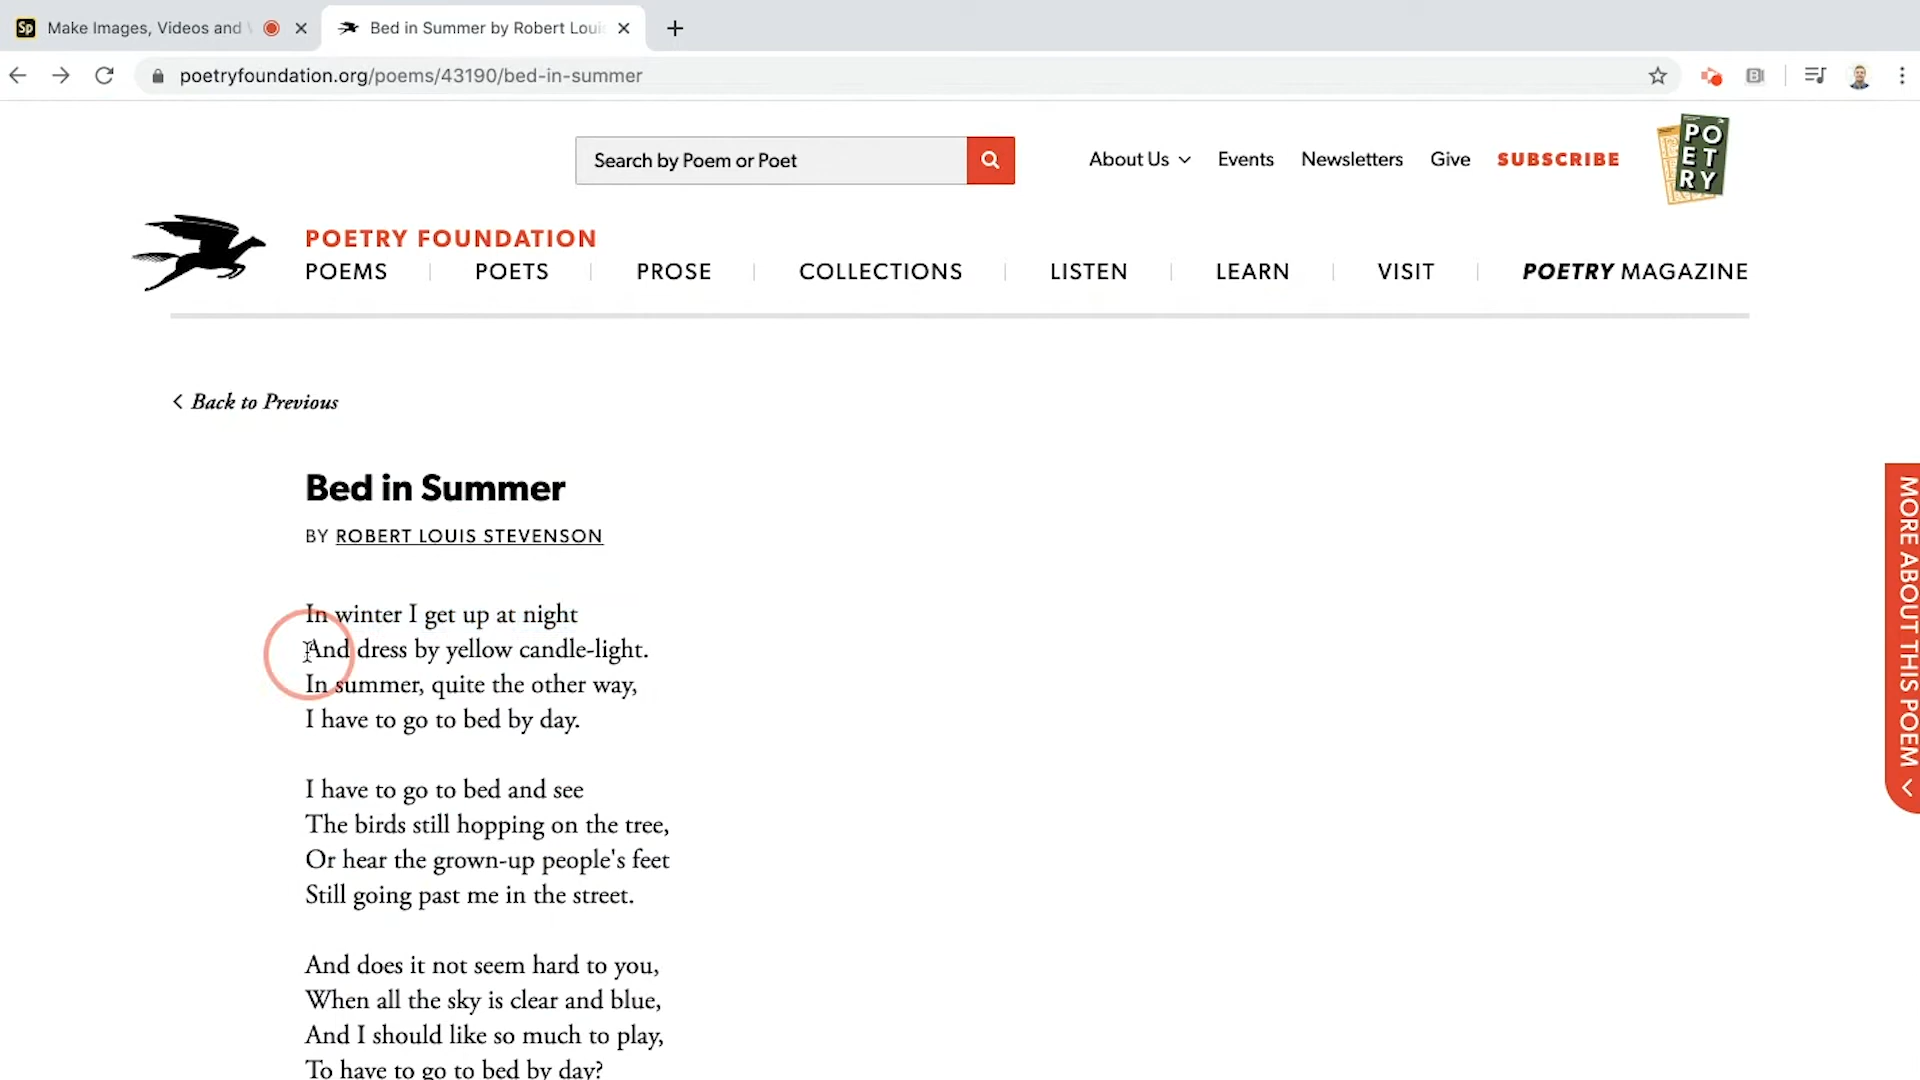 Sp Make Images, Videos and
Bed in Summer by Robert Loui
poetryfoundation.org/poems/43190/bed-in-summer
Search by Poem or Poet
About Us Events Newsletters Give SUBSCRIBE
PO
ET
RY
POETRY FOUNDATION
POEMS POETS PROSE COLLECTIONS LISTEN LEARN VISIT POETRY MAGAZINE
Back to Previous
Bed in Summer
BY ROBERT LOUIS STEVENSON
In winter I get up at night
And dress by yellow candle-light.
In summer, quite the other way,
I have to go to bed by day.
I have to go to bed and see
The birds still hopping on the tree,
Or hear the grown-up people's feet
Still going past me in the street.
And does it not seem hard to you,
When all the sky is clear and blue,
And I should like so much to play,
To have to go to bed by day?
MORE ABOUT THIS POEM